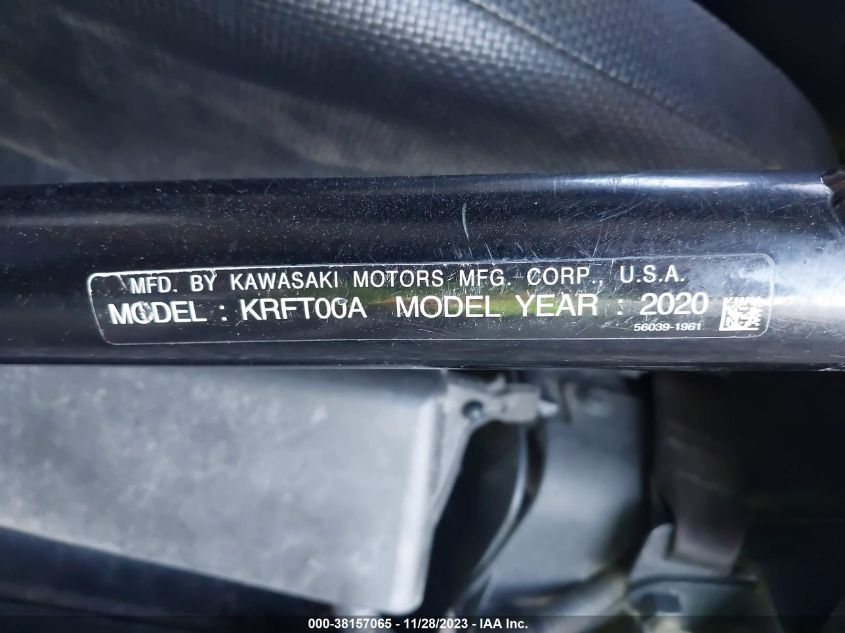 MFD. BY KAWASAKI MOTORS MFG. CORP., U.S.A.
MODEL : KRFT00A MODEL YEAR : 2020
56039-1961
000-38157065 - 11/28/2023 - IAA Inc.